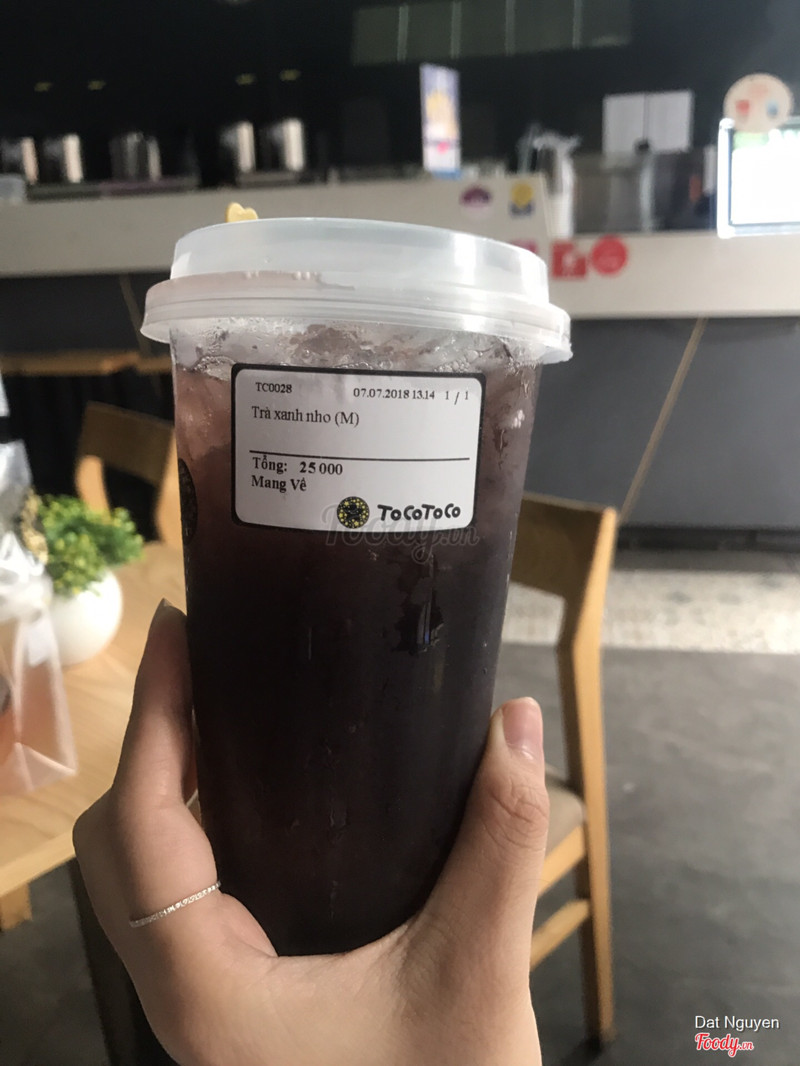 TC0028 07.07.2018 13.14 1 / 1
Trà xanh nho (M)
Tổng: 25 000
Mang Về
ToCoToCo
Foody.vn
Dat Nguyen
Foody.vn